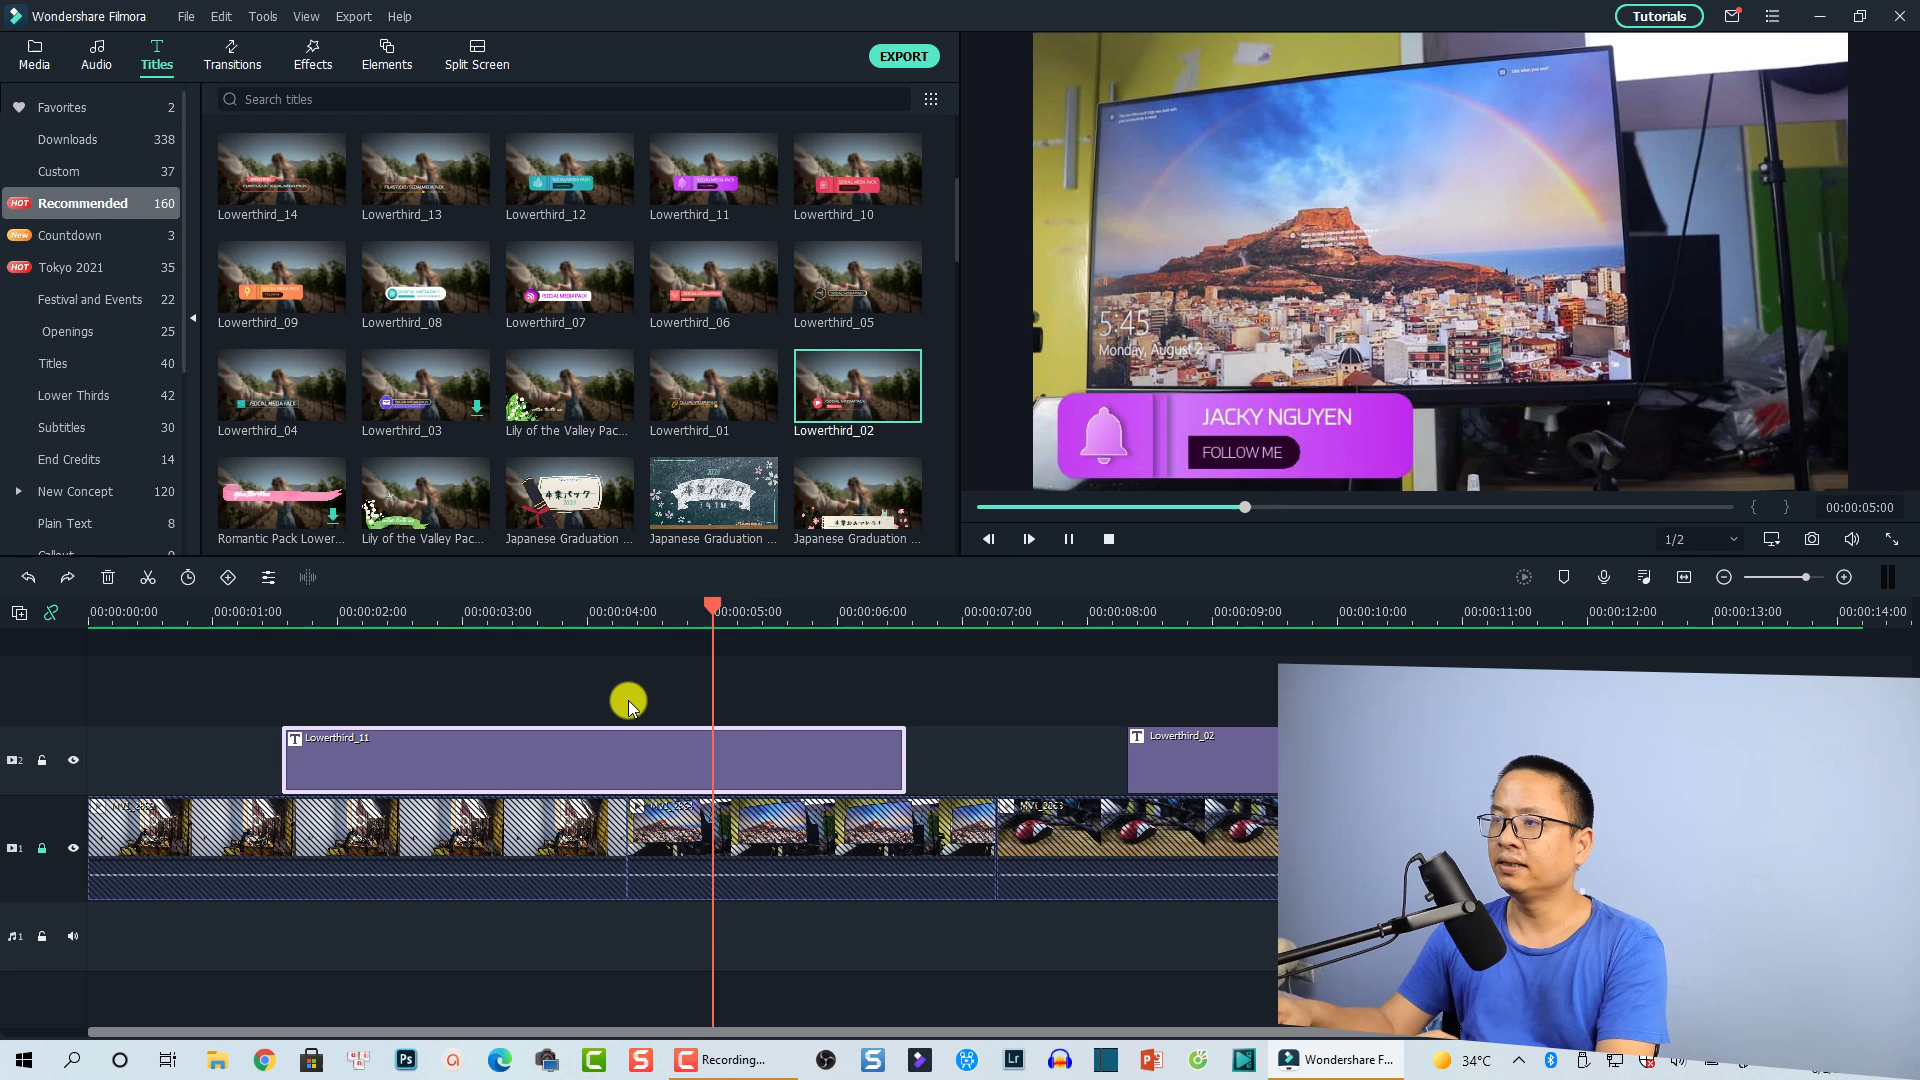 Wondershare Filmora
File Edit Tools View Export Help
Tutorials
Media Audio Titles Transitions Effects Elements Split Screen
EXPORT
Search titles
Favorites 2
Downloads 338
Custom 37
HOT Recommended 160
New Countdown 3
HOT Tokyo 2021 35
Festival and Events 22
Openings 25
Titles 40
Lower Thirds 42
Subtitles 30
End Credits 14
New Concept 120
Plain Text 8
Lowerthird_14 Lowerthird_13 Lowerthird_12 Lowerthird_11 Lowerthird_10
Lowerthird_09 Lowerthird_08 Lowerthird_07 Lowerthird_06 Lowerthird_05
Lowerthird_04 Lowerthird_03 Lily of the Valley Pac... Lowerthird_01 Lowerthird_02
Romantic Pack Lower... Lily of the Valley Pac... Japanese Graduation ... Japanese Graduation ... Japanese Graduation ...
5:45
Monday, August 2
JACKY NGUYEN
FOLLOW ME
00:00:05:00
1/2
00:00:00:00 00:00:01:00 00:00:02:00 00:00:03:00 00:00:04:00 00:00:05:00 00:00:06:00 00:00:07:00 00:00:08:00 00:00:09:00 00:00:10:00 00:00:11:00 00:00:12:00 00:00:13:00 00:00:14:00
2
T Lowerthird_11
T Lowerthird_02
1
1
Ps
Recording...
Lr
Wondershare F...
34°C